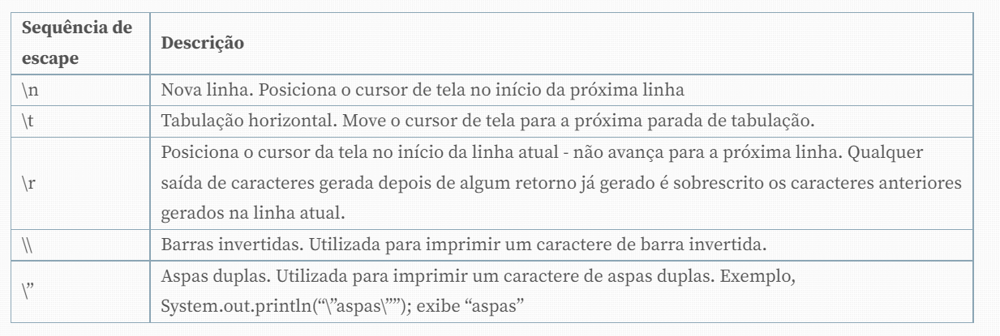 Sequência de
escape
Descrição
\n
Nova linha. Posiciona o cursor de tela no início da próxima linha
\t
Tabulação horizontal. Move o cursor de tela para a próxima parada de tabulação.
\r
Posiciona o cursor da tela no início da linha atual - não avança para a próxima linha. Qualquer
saída de caracteres gerada depois de algum retorno já gerado é sobrescrito os caracteres anteriores
gerados na linha atual.
\\
Barras invertidas. Utilizada para imprimir um caractere de barra invertida.
\”
Aspas duplas. Utilizada para imprimir um caractere de aspas duplas. Exemplo,
System.out.println(“\”aspas\””); exibe “aspas”